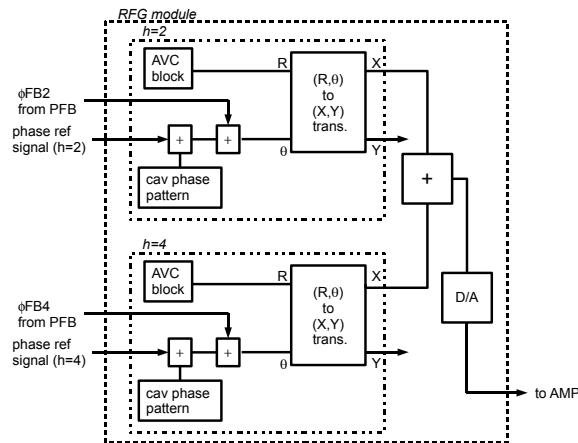 RFG module
h=2
AVC
block
R
(R,θ)
to
(X,Y)
trans.
X
ϕFB2
from PFB
phase ref
signal (h=2)
+
+
θ
Y
cav phase
pattern
+
h=4
AVC
block
R
(R,θ)
to
(X,Y)
trans.
X
D/A
ϕFB4
from PFB
phase ref
signal (h=4)
+
+
θ
Y
cav phase
pattern
to AMP